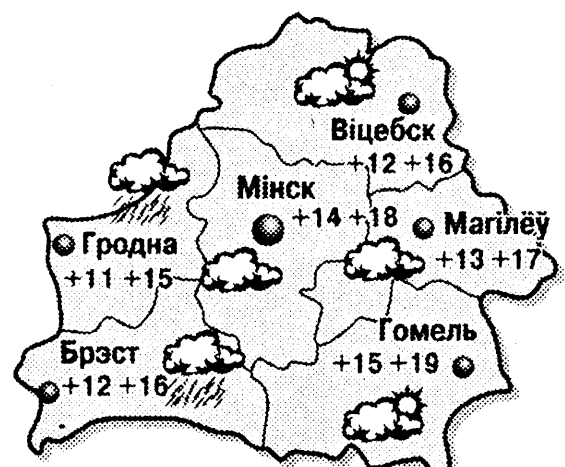 Віцебск
+12 +16
Мінск
+14 +18
Магілёў
+13 +17
Гродна
+11 +15
Гомель
+15 +19
Брэст
+12 +16